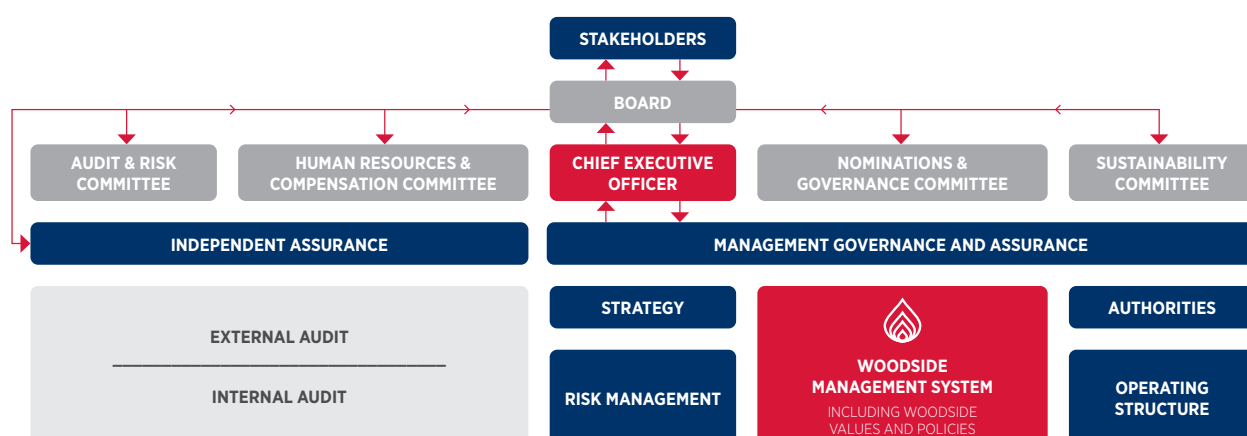 STAKEHOLDERS
BOARD
AUDIT & RISK
COMMITTEE
HUMAN RESOURCES &
COMPENSATION COMMITTEE
CHIEF EXECUTIVE
OFFICER
NOMINATIONS &
GOVERNANCE COMMITTEE
SUSTAINABILITY
COMMITTEE
INDEPENDENT ASSURANCE
MANAGEMENT GOVERNANCE AND ASSURANCE
EXTERNAL AUDIT
INTERNAL AUDIT
STRATEGY
RISK MANAGEMENT
WOODSIDE
MANAGEMENT SYSTEM
INCLUDING WOODSIDE
VALUES AND POLICIES
AUTHORITIES
OPERATING
STRUCTURE